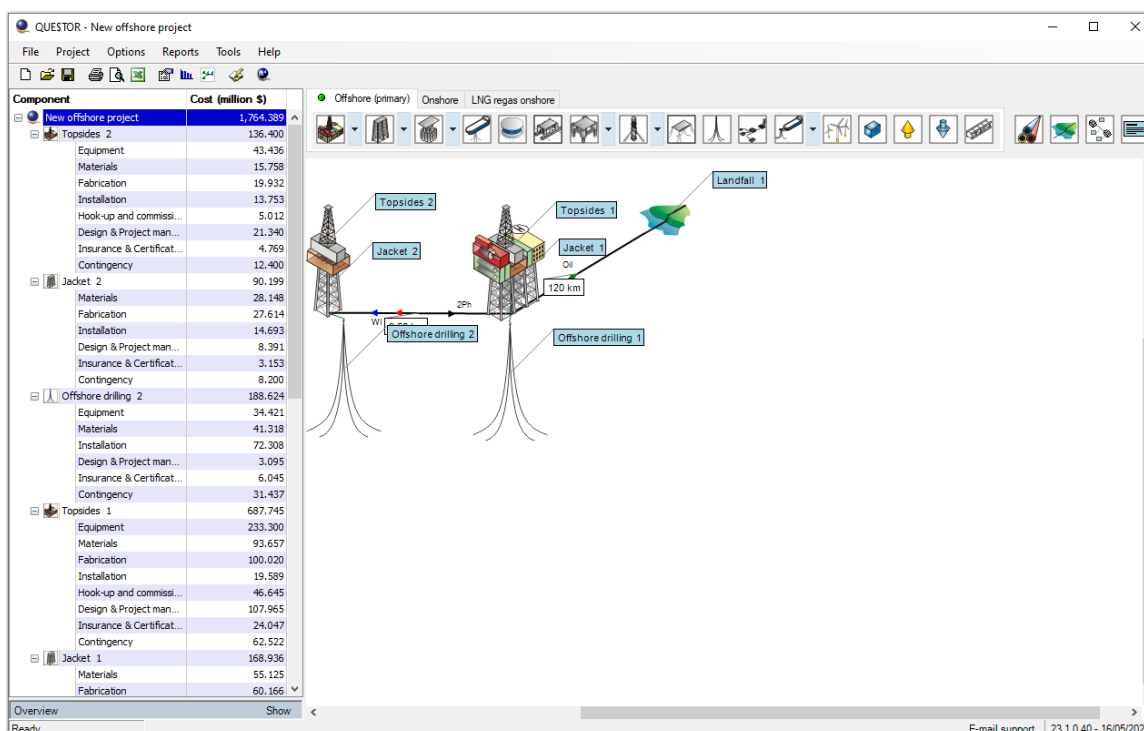 QUE$TOR - New offshore project
File Project Options Reports Tools Help
Component Cost (million $)
New offshore project 1,764.389
Topsides 2 136.400
Equipment 43.436
Materials 15.758
Fabrication 19.932
Installation 13.753
Hook-up and commissi... 5.012
Design & Project man... 21.340
Insurance & Certificat... 4.769
Contingency 12.400
Jacket 2 90.199
Materials 28.148
Fabrication 27.614
Installation 14.693
Design & Project man... 8.391
Insurance & Certificat... 3.153
Contingency 8.200
Offshore drilling 2 188.624
Equipment 34.421
Materials 41.318
Installation 72.308
Design & Project man... 3.095
Insurance & Certificat... 6.045
Contingency 31.437
Topsides 1 687.745
Equipment 233.300
Materials 93.657
Fabrication 100.020
Installation 19.589
Hook-up and commissi... 46.645
Design & Project man... 107.965
Insurance & Certificat... 24.047
Contingency 62.522
Jacket 1 168.936
Materials 55.125
Fabrication 60.166
Overview Show
Ready
Offshore (primary) Onshore LNG regas onshore
Landfall 1
Topsides 2
Topsides 1
Jacket 2
Jacket 1
Oil
120 km
2Ph
WI
Offshore drilling 2
Offshore drilling 1
E-mail support 23.1.0.40 - 16/05/202